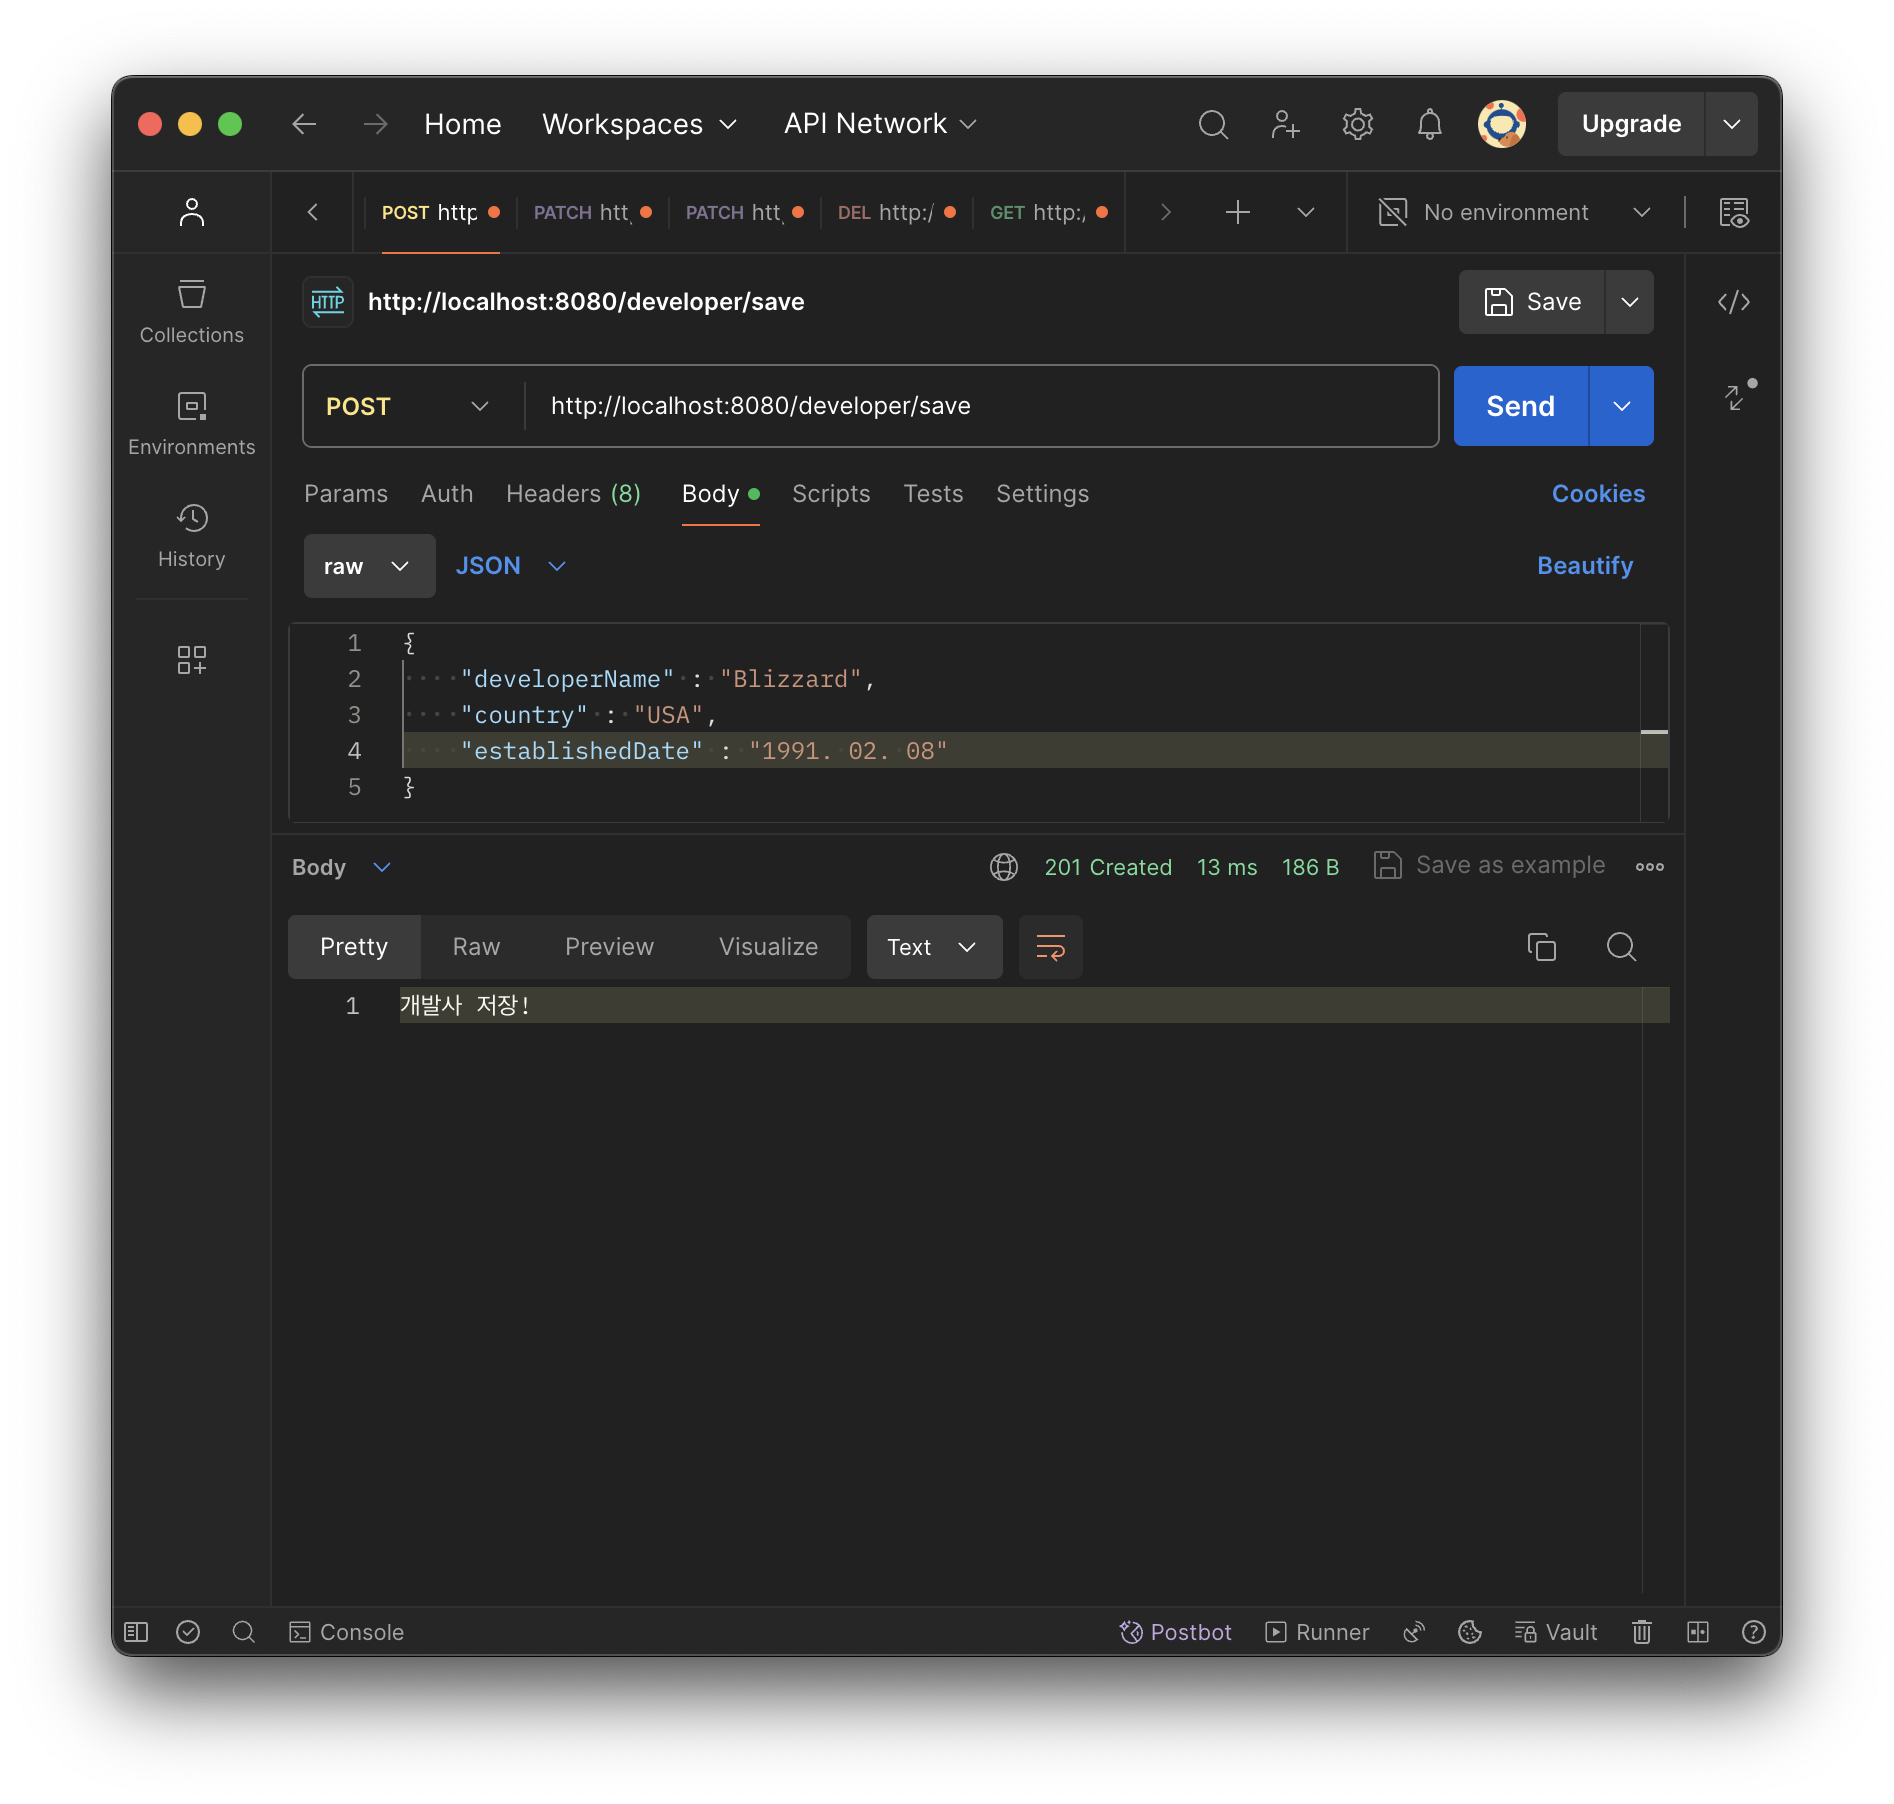 Home Workspaces API Network Upgrade
POST http PATCH htt PATCH htt DEL http:/ GET http:/ No environment
HTTP http://localhost:8080/developer/save Save
Collections
POST http://localhost:8080/developer/save Send
Environments
Params Auth Headers (8) Body Scripts Tests Settings Cookies
History
raw JSON Beautify
1 {
2 "developerName" : "Blizzard",
3 "country" : "USA",
4 "establishedDate" : "1991. 02. 08"
5 }
Body 201 Created 13 ms 186 B Save as example
Pretty Raw Preview Visualize Text
1 개발사 저장!
Console Postbot Runner Vault